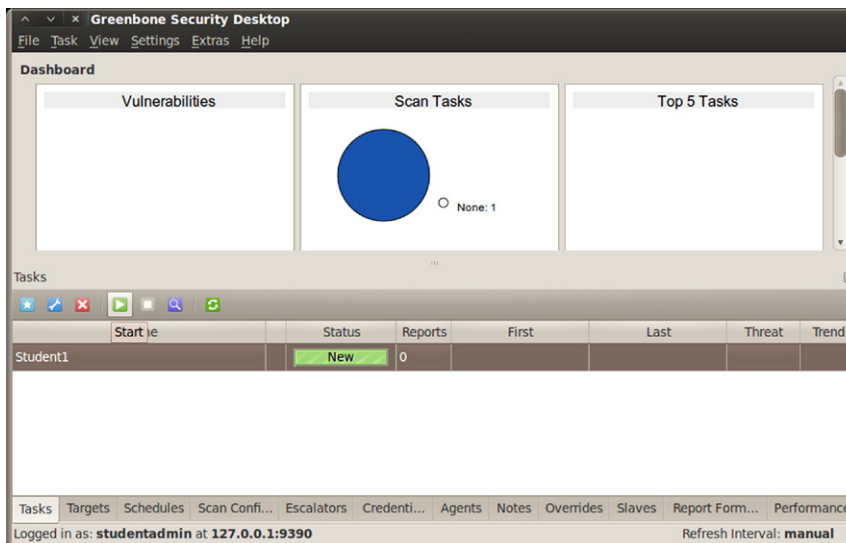 Greenbone Security Desktop
File Task View Settings Extras Help
Dashboard
Vulnerabilities
Scan Tasks
Top 5 Tasks
None: 1
Tasks
Start
Status Reports First Last Threat Trend
Student1 New 0
Tasks Targets Schedules Scan Confi... Escalators Credenti... Agents Notes Overrides Slaves Report Form... Performance
Logged in as: studentadmin at 127.0.0.1:9390 Refresh Interval: manual